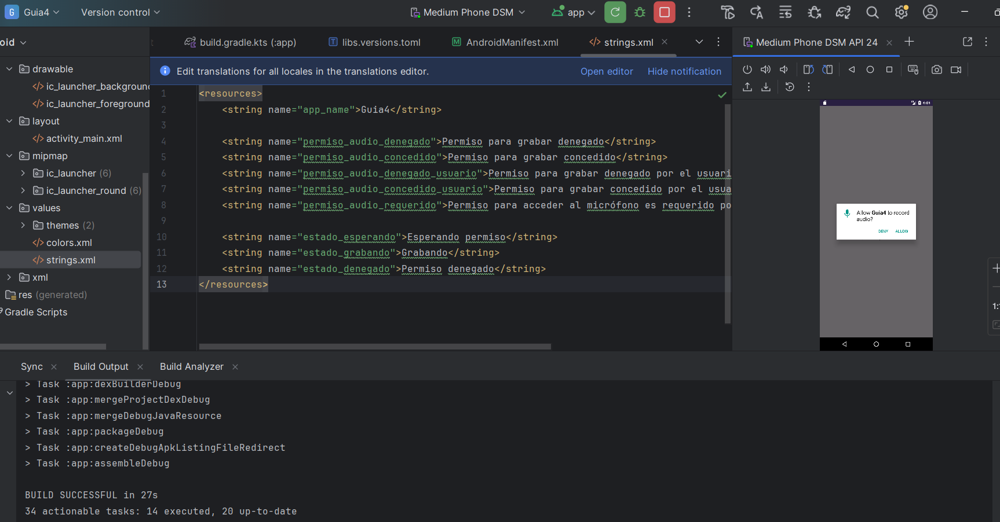 G Guia4 Version control Medium Phone DSM app
oid build.gradle.kts (:app) libs.versions.toml AndroidManifest.xml strings.xml Medium Phone DSM API 24
Edit translations for all locales in the translations editor. Open editor Hide notification
drawable
ic_launcher_background
ic_launcher_foreground
layout
activity_main.xml
mipmap
ic_launcher (6)
ic_launcher_round (6)
values
themes (2)
colors.xml
strings.xml
xml
res (generated)
Gradle Scripts
1 <resources>
2 <string name="app_name">Guia4</string>
3
4 <string name="permiso_audio_denegado">Permiso para grabar denegado</string>
5 <string name="permiso_audio_concedido">Permiso para grabar concedido</string>
6 <string name="permiso_audio_denegado_usuario">Permiso para grabar denegado por el usuari
7 <string name="permiso_audio_concedido_usuario">Permiso para grabar concedido por el usua
8 <string name="permiso_audio_requerido">Permiso para acceder al micrófono es requerido po
9
10 <string name="estado_esperando">Esperando permiso</string>
11 <string name="estado_grabando">Grabando</string>
12 <string name="estado_denegado">Permiso denegado</string>
13 </resources>
6:01
Allow Guia4 to record
audio?
DENY ALLOW
1:1
Sync Build Output Build Analyzer
> Task :app:dexBuilderDebug
> Task :app:mergeProjectDexDebug
> Task :app:mergeDebugJavaResource
> Task :app:packageDebug
> Task :app:createDebugApkListingFileRedirect
> Task :app:assembleDebug
BUILD SUCCESSFUL in 27s
34 actionable tasks: 14 executed, 20 up-to-date